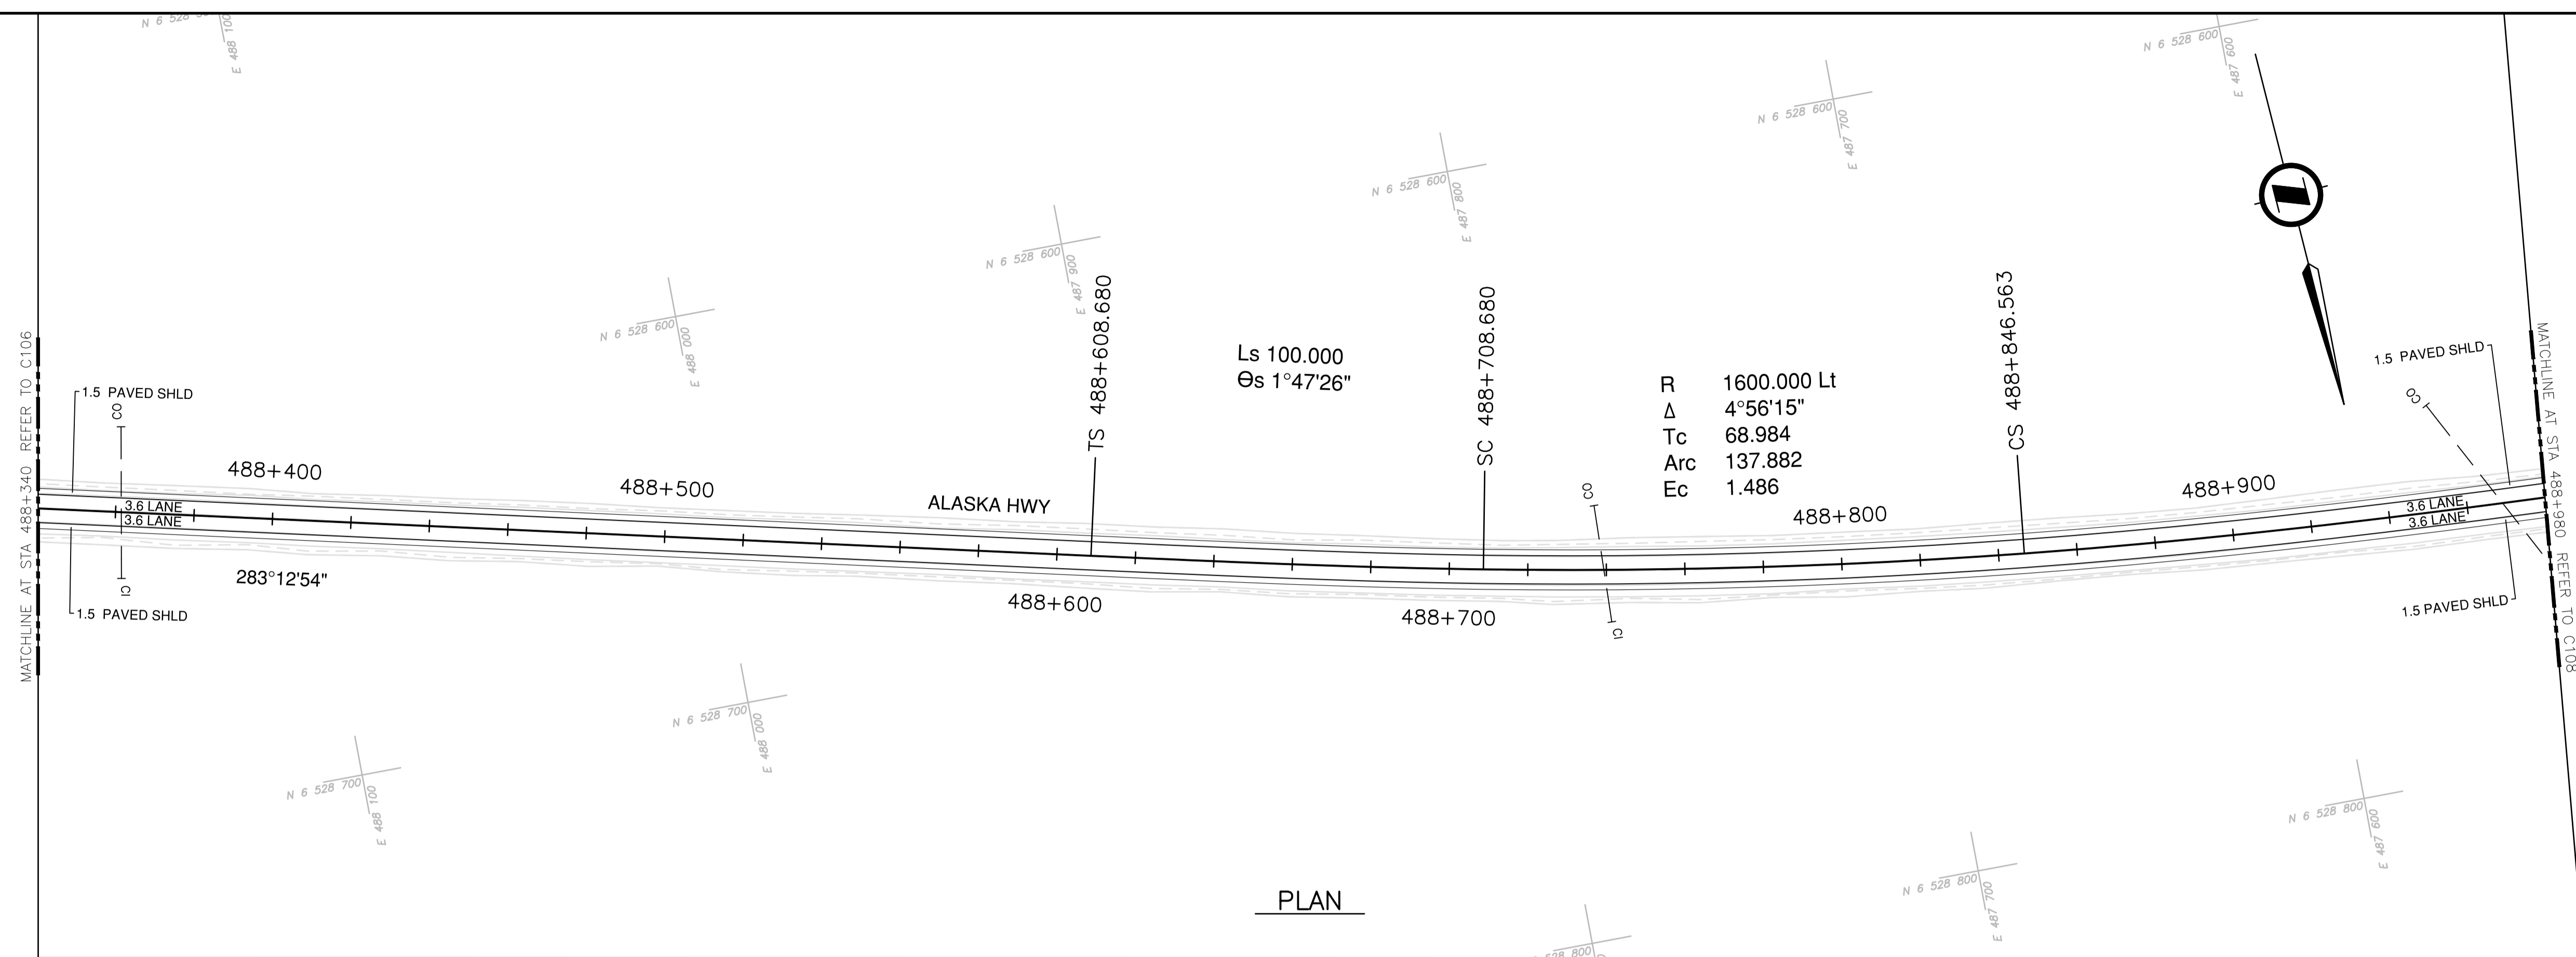 E 488 100
N 6 528 600
E 487 600
N 6 528 600
E 487 700
N 6 528 600
E 487 800
N 6 528 600
E 487 900
N 6 528 600
E 488 000
MATCHLINE AT STA 488+340 REFER TO C106
1.5 PAVED SHLD
CO
TS 488+608.680
Ls 100.000
Θs 1°47'26"
SC 488+708.680
R 1600.000 Lt
Δ 4°56'15"
Tc 68.984
Arc 137.882
Ec 1.486
CS 488+846.563
1.5 PAVED SHLD
CO
MATCHLINE AT STA 488+980 REFER TO C108
488+400
488+500
ALASKA HWY
CO
488+800
488+900
3.6 LANE
3.6 LANE
3.6 LANE
3.6 LANE
283°12'54"
CI
1.5 PAVED SHLD
488+600
488+700
CI
1.5 PAVED SHLD
N 6 528 700
E 488 000
N 6 528 700
E 488 100
N 6 528 800
E 487 600
N 6 528 800
E 487 700
PLAN